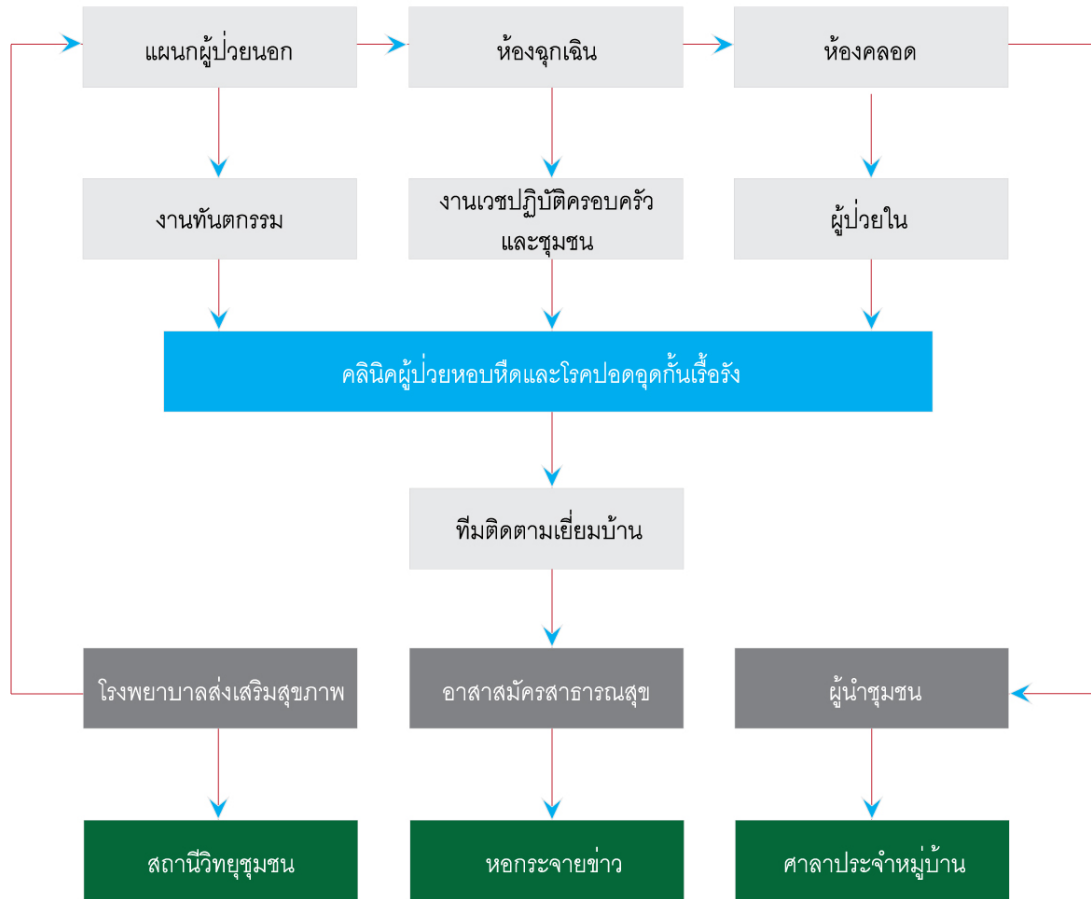 แผนกผู้ป่วยนอก
ห้องฉุกเฉิน
ห้องคลอด
งานทันตกรรม
งานเวชปฏิบัติครอบครัว
และชุมชน
ผู้ป่วยใน
คลินิคผู้ป่วยหอบหืดและโรคปอดอุดกั้นเรื้อรัง
ทีมติดตามเยี่ยมบ้าน
โรงพยาบาลส่งเสริมสุขภาพ
อาสาสมัครสาธารณสุข
ผู้นำชุมชน
สถานีวิทยุชุมชน
หอกระจายข่าว
ศาลาประจำหมู่บ้าน